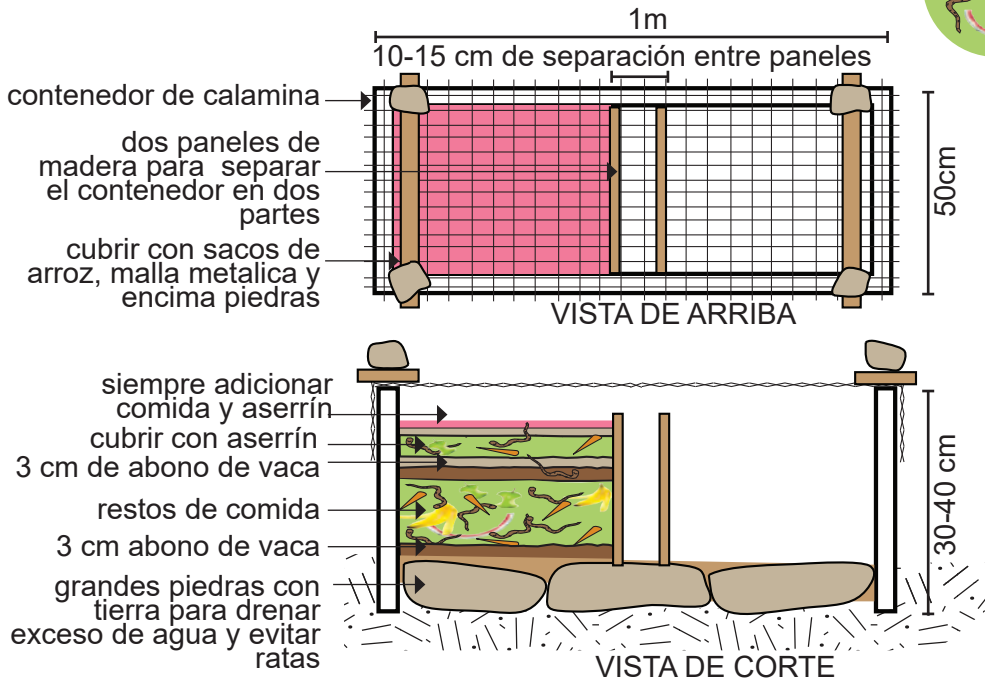 1m
10-15 cm de separación entre paneles
contenedor de calamina
dos paneles de
madera para separar
el contenedor en dos
partes
cubrir con sacos de
arroz, malla metalica y
encima piedras
50cm
VISTA DE ARRIBA
siempre adicionar
comida y aserrín
cubrir con aserrín
3 cm de abono de vaca
restos de comida
3 cm abono de vaca
grandes piedras con
tierra para drenar
exceso de agua y evitar
ratas
30-40 cm
VISTA DE CORTE